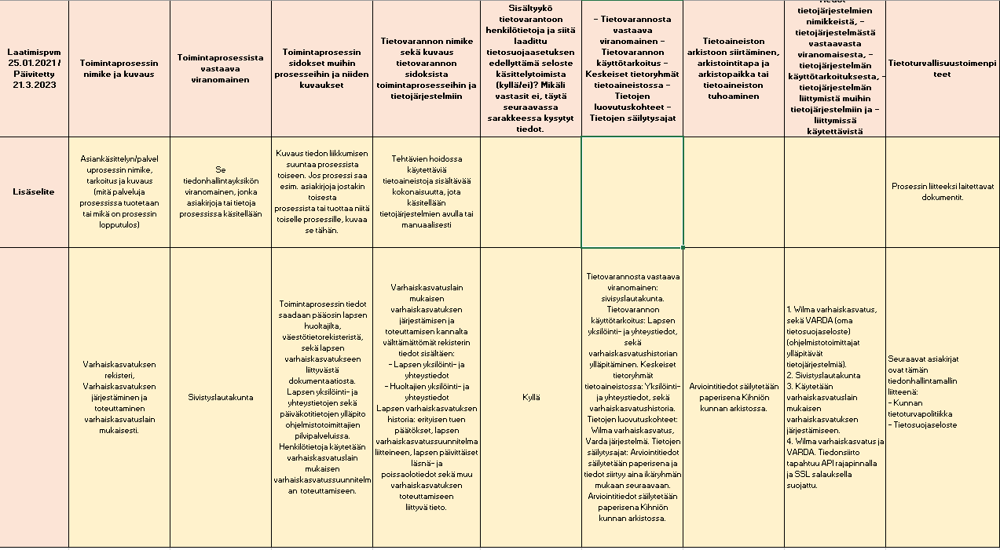 Laatimispvm
25.01.2021 /
Päivitetty
21.3.2023
Toimintaprosessin
nimike ja kuvaus
Toimintaprosessista
vastaava
viranomainen
Toimintaprosessin
sidokset muihin
prosesseihin ja niiden
kuvaukset
Tietovarannon nimike
sekä kuvaus
tietovarannon
sidoksista
toimintaprosesseihin ja
tietojärjestelmiin
Sisältyykö
tietovarantoon
henkilötietoja ja siitä
laadittu
tietosuojaasetuksen
edellyttämä seloste
käsittelytoimista
(kyllä/ei)? Mikäli
vastasit ei, täytä
seuraavassa
sarakkeessa kysytyt
tiedot.
- Tietovarannosta
vastaava
viranomainen -
Tietovarannon
käyttötarkoitus -
Keskeiset tietoryhmät
tietoaineistossa -
Tietojen
luovutuskohteet -
Tietojen säilytysajat
Tietoaineiston
arkistoon siirtäminen,
arkistointitapa ja
arkistopaikka tai
tietoaineiston
tuhoaminen
tietojärjestelmien
nimikkeistä, -
tietojärjestelmästä
vastaavasta
viranomaisesta, -
tietojärjestelmän
käyttötarkoituksesta, -
tietojärjestelmän
liittymistä muihin
tietojärjestelmiin ja -
liittymissä
käytettävistä
Tietoturvallisuustoimenpi
teet
Lisäselite
Asiankäsittelyn/palvel
uprosessin nimike,
tarkoitus ja kuvaus
(mitä palveluja
prosessissa tuotetaan
tai mikä on prosessin
lopputulos)
Se
tiedonhallintayksikön
viranomainen, jonka
asiakirjoja tai tietoja
prosessissa käsitellään
Kuvaus tiedon liikkumisen
suuntaa prosessista
toiseen. Jos prosessi saa
esim. asiakirjoja jostakin
toisesta
prosessista tai tuottaa niitä
toiselle prosessille, kuvaa
se tähän.
Tehtävien hoidossa
käytettäviä
tietoaineistoja sisältävää
kokonaisuutta, jota
käsitellään
tietojärjestelmien avulla tai
manuaalisesti
Prosessin liitteeksi laitettavat
dokumentit.
Varhaiskasvatuksen
rekisteri,
Varhaiskasvatuksen
järjestäminen ja
toteuttaminen
varhaiskasvatuslain
mukaisesti.
Sivistyslautakunta
Toimintaprosessin tiedot
saadaan pääosin lapsen
huoltajilta,
väestötietorekisteristä,
sekä lapsen
varhaiskasvatukseen
liittyvästä
dokumentaatiosta.
Lapsen yksilöinti- ja
yhteystietojen sekä
päiväkotitietojen ylläpito
ohjelmistotoimittajien
pilvipalveluissa.
Henkilötietoja käytetään
varhaiskasvatuslain
mukaisen
varhaiskasvatussuunnitelm
an toteuttamiseen.
Varhaiskasvatuslain
mukaisen
varhaiskasvatuksen
järjestämisen ja
toteuttamisen kannalta
välttämättömät rekisterin
tiedot sisältäen:
- Lapsen yksilöinti- ja
yhteystiedot
- Huoltajien yksilöinti- ja
yhteystiedot
Lapsen varhaiskasvatuksen
historia: erityisen tuen
päätökset, lapsen
varhaiskasvatussuunnitelma
liitteineen, lapsen päivittäiset
läsnä- ja
poissaolotiedot sekä muu
varhaiskasvatuksen
toteuttamiseen
liittyvä tieto.
Kyllä
Tietovarannosta vastaava
viranomainen:
sivisyslautakunta.
Tietovarannon
käyttötarkoitus: Lapsen
yksilöinti- ja yhteystiedot,
sekä
varhaiskasvatushistorian
ylläpitäminen. Keskeiset
tietoryhmät
tietoaineistossa: Yksilöinti-
ja yhteystiedot, sekä
varhaiskasvatushistoria.
Tietojen luovutuskohteet:
Wilma varhaiskasvatus,
Varda järjestelmä. Tietojen
säilytysajat: Arviointitiedot
säilytetään paperisena ja
tiedot siirtyy aina ikäryhmän
mukaan seuraavaan.
Arviointitiedot säilytetään
paperisena Kihniön
kunnan arkistossa.
Arviointitiedot säilytetään
paperisena Kihniön
kunnan arkistossa.
1. Wilma varhaiskasvatus,
sekä VARDA (oma
tietosuojaseloste)
(ohjelmistotoimittajat
ylläpitävät
tietojärjestelmiä).
2. Sivistyslautakunta
3. Käytetään
varhaiskasvatuslain
mukaisen
varhaiskasvatuksen
järjestämiseen.
4. Wilma varhaiskasvatus ja
VARDA. Tiedonsiirto
tapahtuu API rajapinnalla
ja SSL salauksella
suojattu.
Seuraavat asiakirjat
ovat tämän
tiedonhallintamallin
liitteenä:
- Kunnan
tietoturvapolitiikka
- Tietosuojaseloste